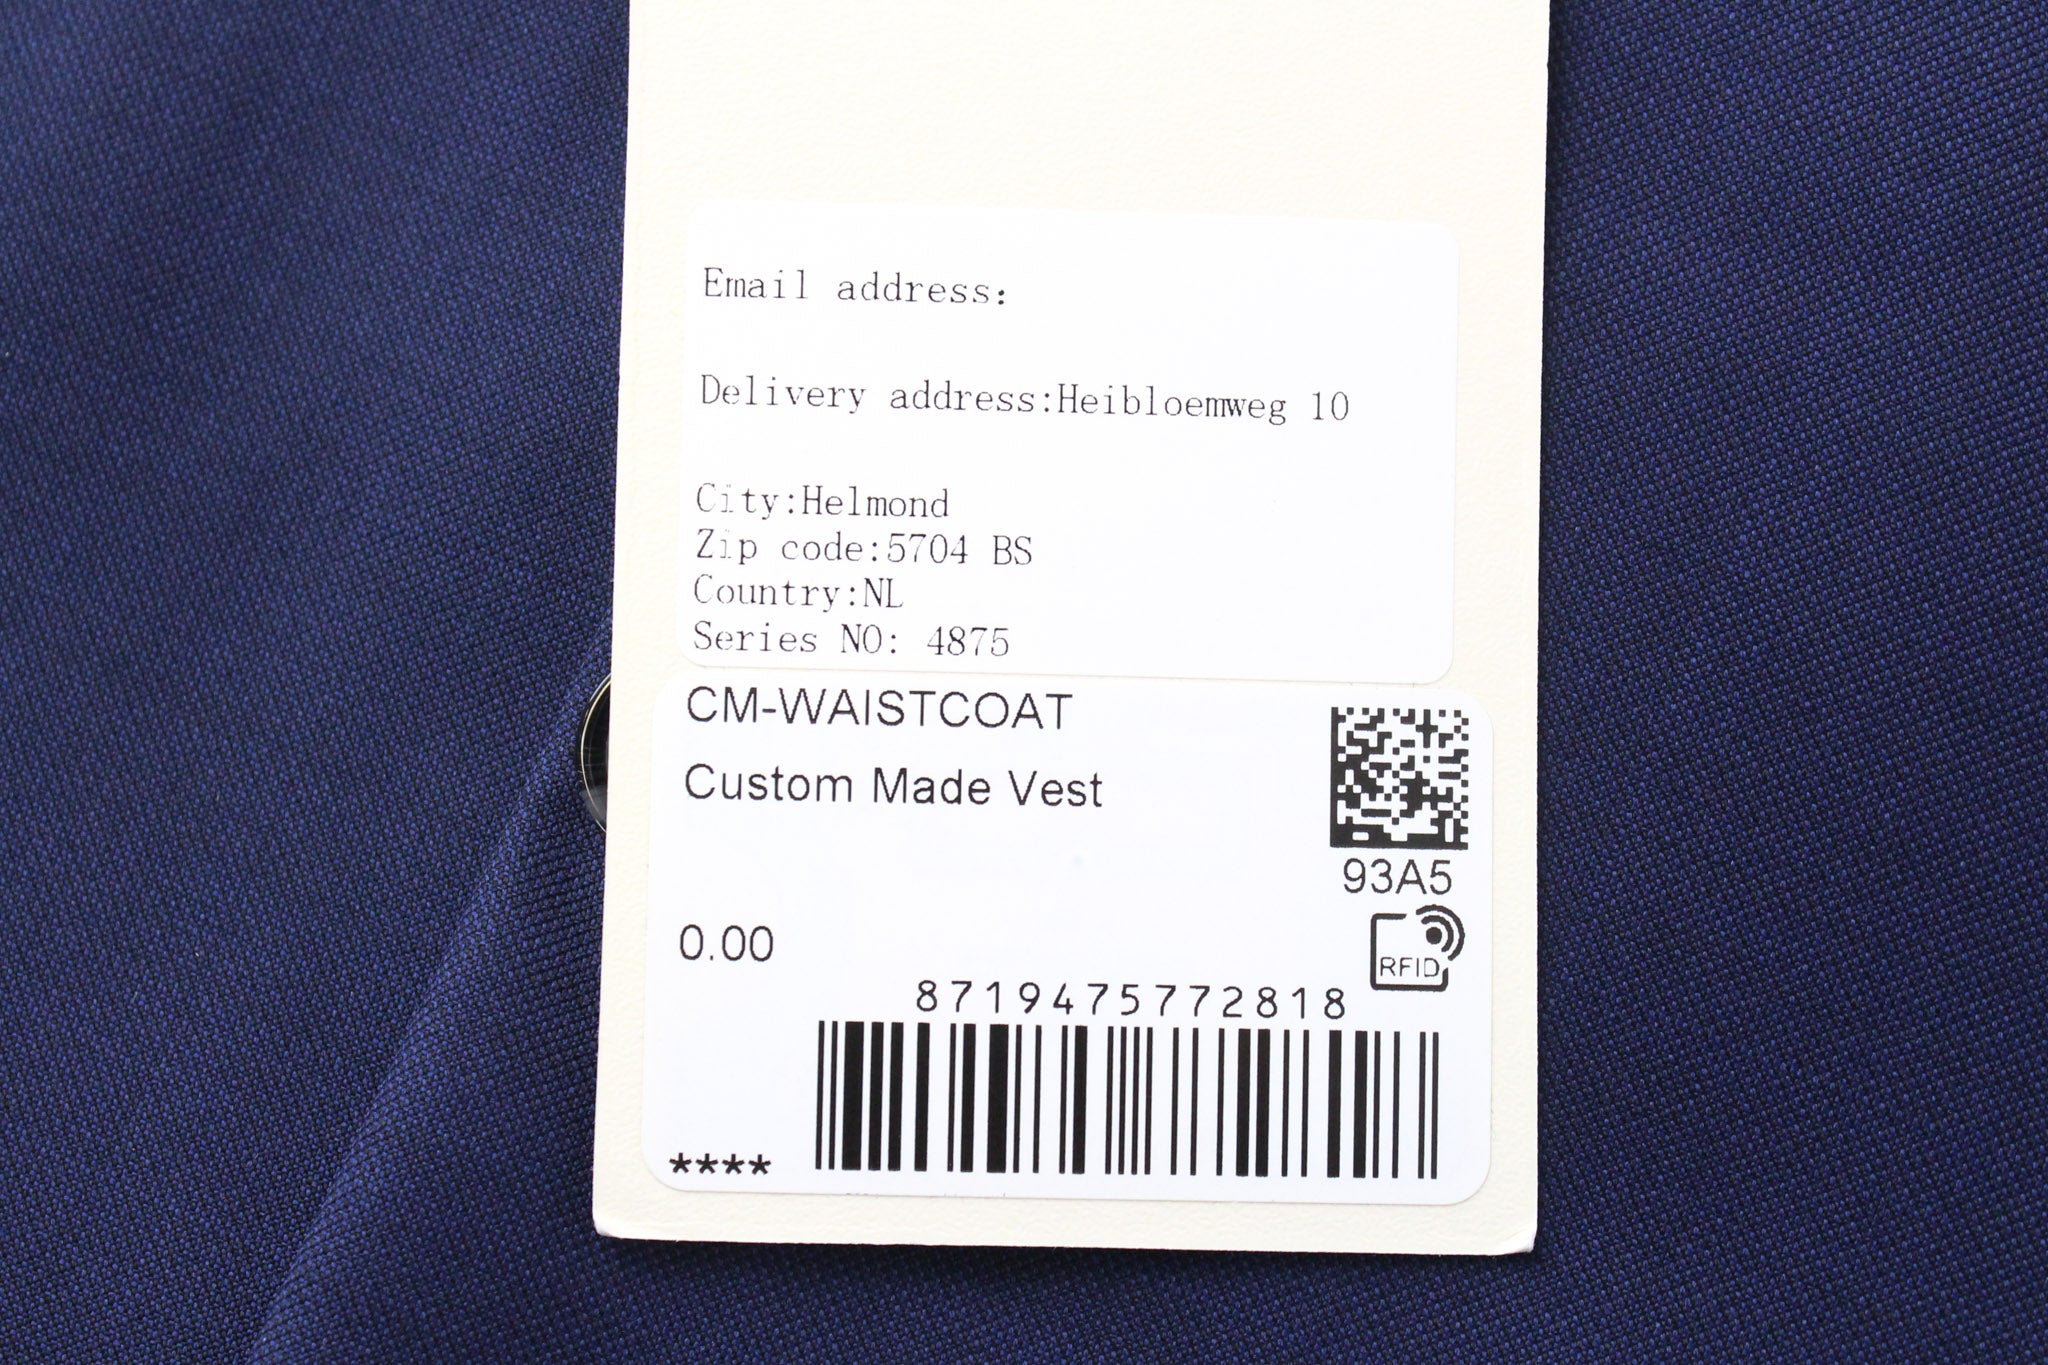 Email address:
Delivery address:Heibloemweg 10
City:Helmond
Zip code:5704 BS
Country:NL
Series NO: 4875
CM-WAISTCOAT
Custom Made Vest
93A5
0.00
RFID
8719475772818
****